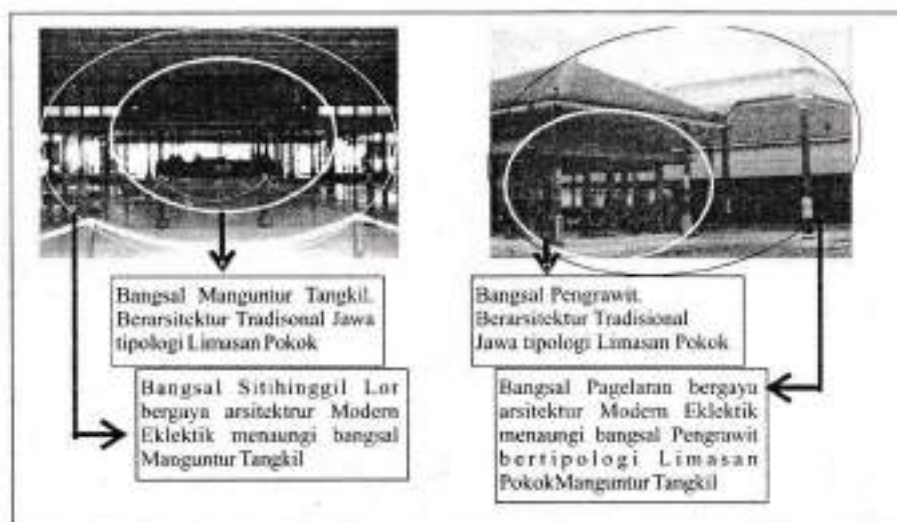 Bangsal Manguntur Tangkil.
Berarsitektur Tradisonal Jawa
tipologi Limasan Pokok
Bangsal Sitihinggil Lor
bergaya arsitektrur Modern
Eklektik menaungi bangsal
Manguntur Tangkil
Bangsal Pengrawit.
Berarsitektur Tradisional
Jawa tipologi Limasan Pokok
Bangsal Pagelaran bergaya
arsitektur Modern Eklektik
menaungi bangsal Pengrawit
bertipologi Limasan
PokokManguntur Tangkil